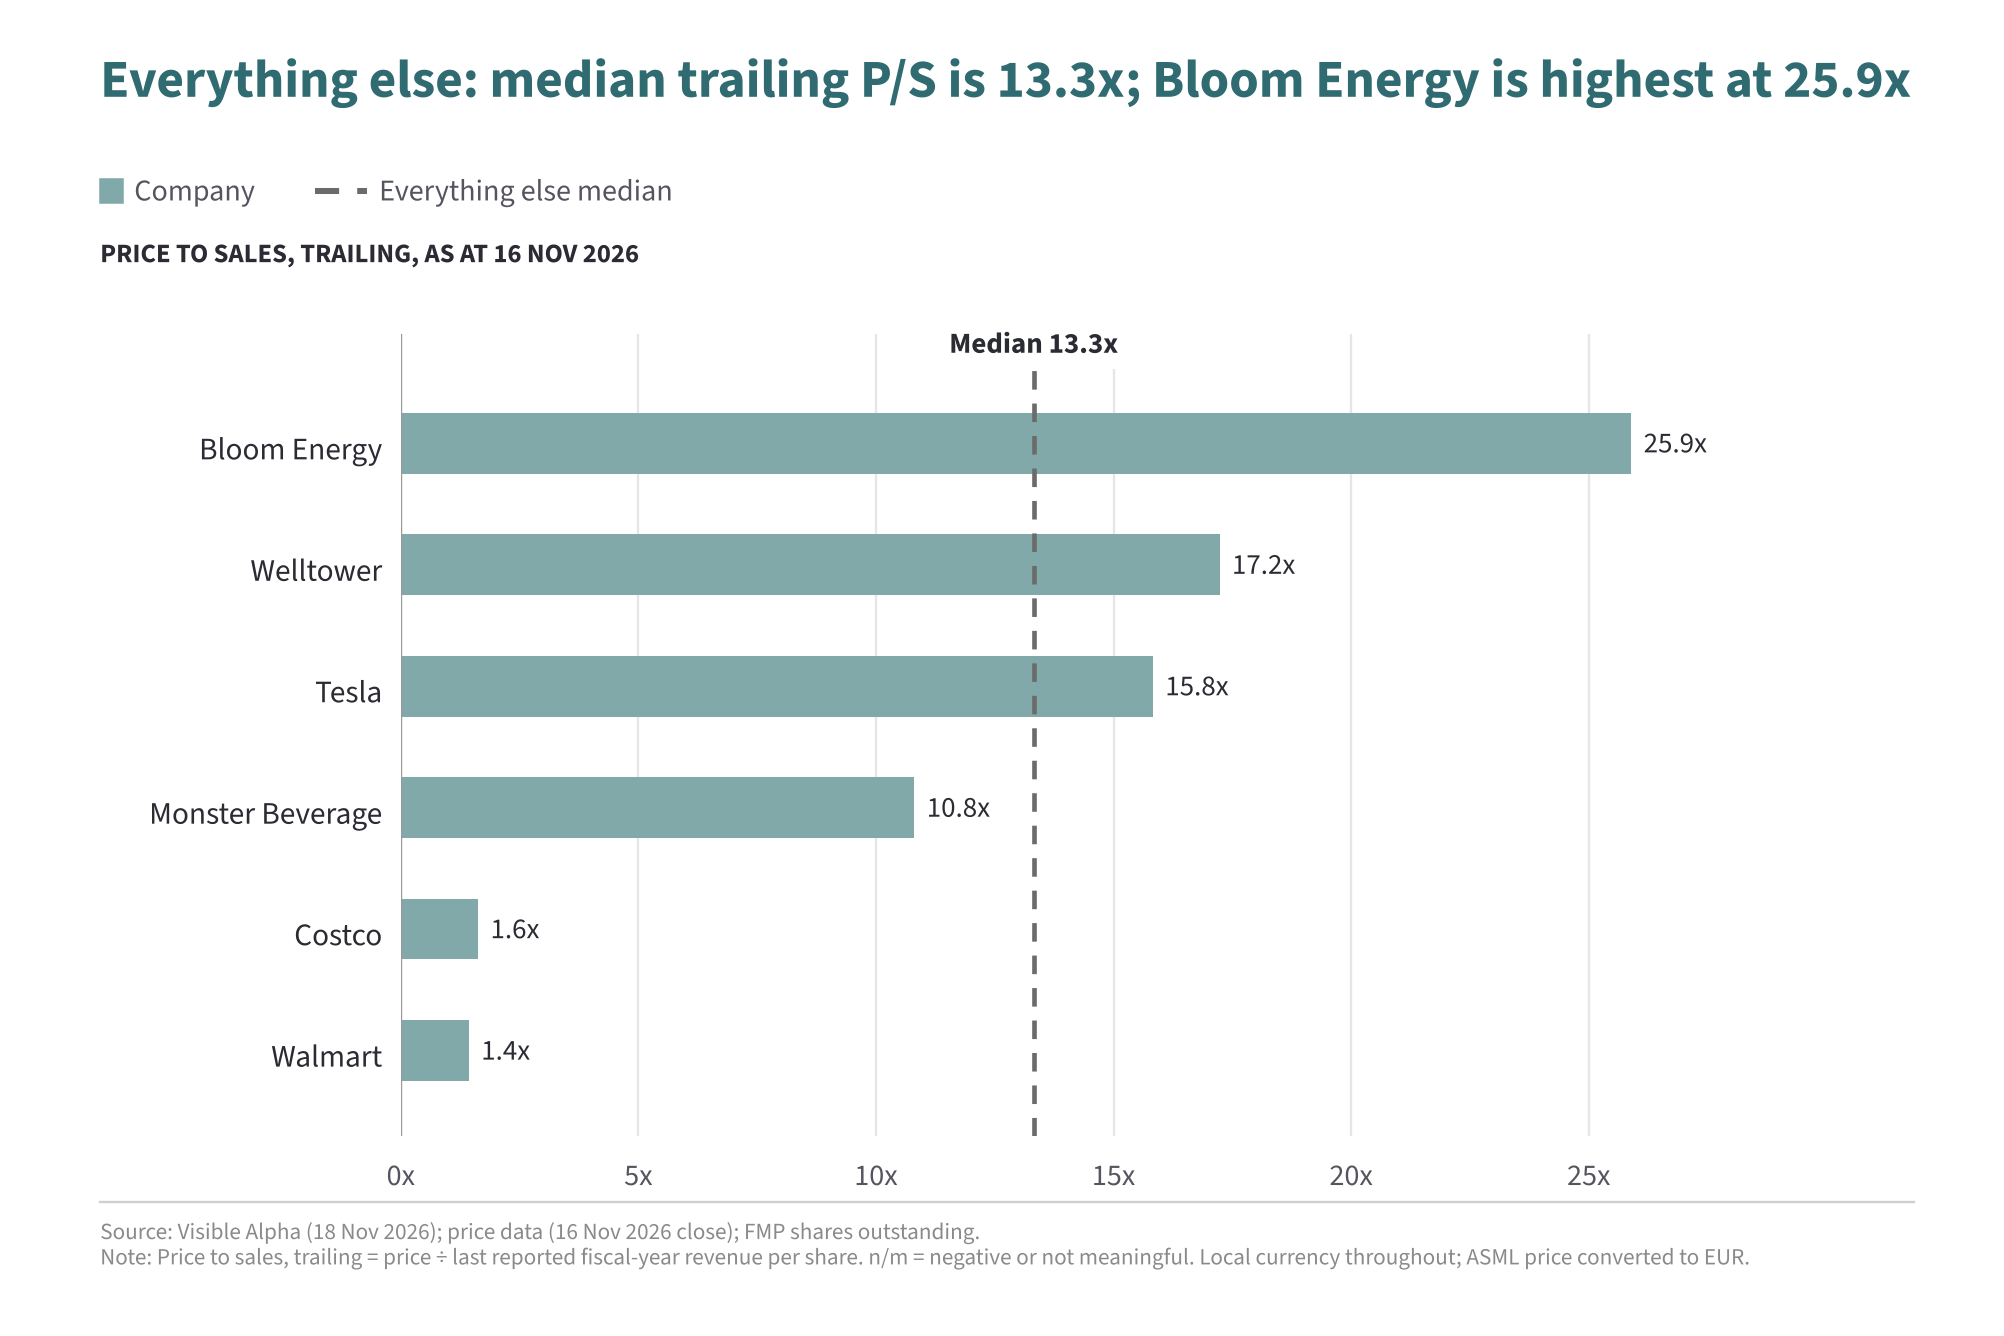 Everything else: median trailing P/S is 13.3x; Bloom Energy is highest at 25.9x
Company
Everything else median
PRICE TO SALES, TRAILING, AS AT 16 NOV 2026
Median 13.3x
Bloom Energy
25.9x
Welltower
17.2x
Tesla
15.8x
Monster Beverage
10.8x
Costco
1.6x
Walmart
1.4x
0x
5x
10x
15x
20x
25x
Source: Visible Alpha (18 Nov 2026); price data (16 Nov 2026 close); FMP shares outstanding.
Note: Price to sales, trailing = price ÷ last reported fiscal-year revenue per share. n/m = negative or not meaningful. Local currency throughout; ASML price converted to EUR.